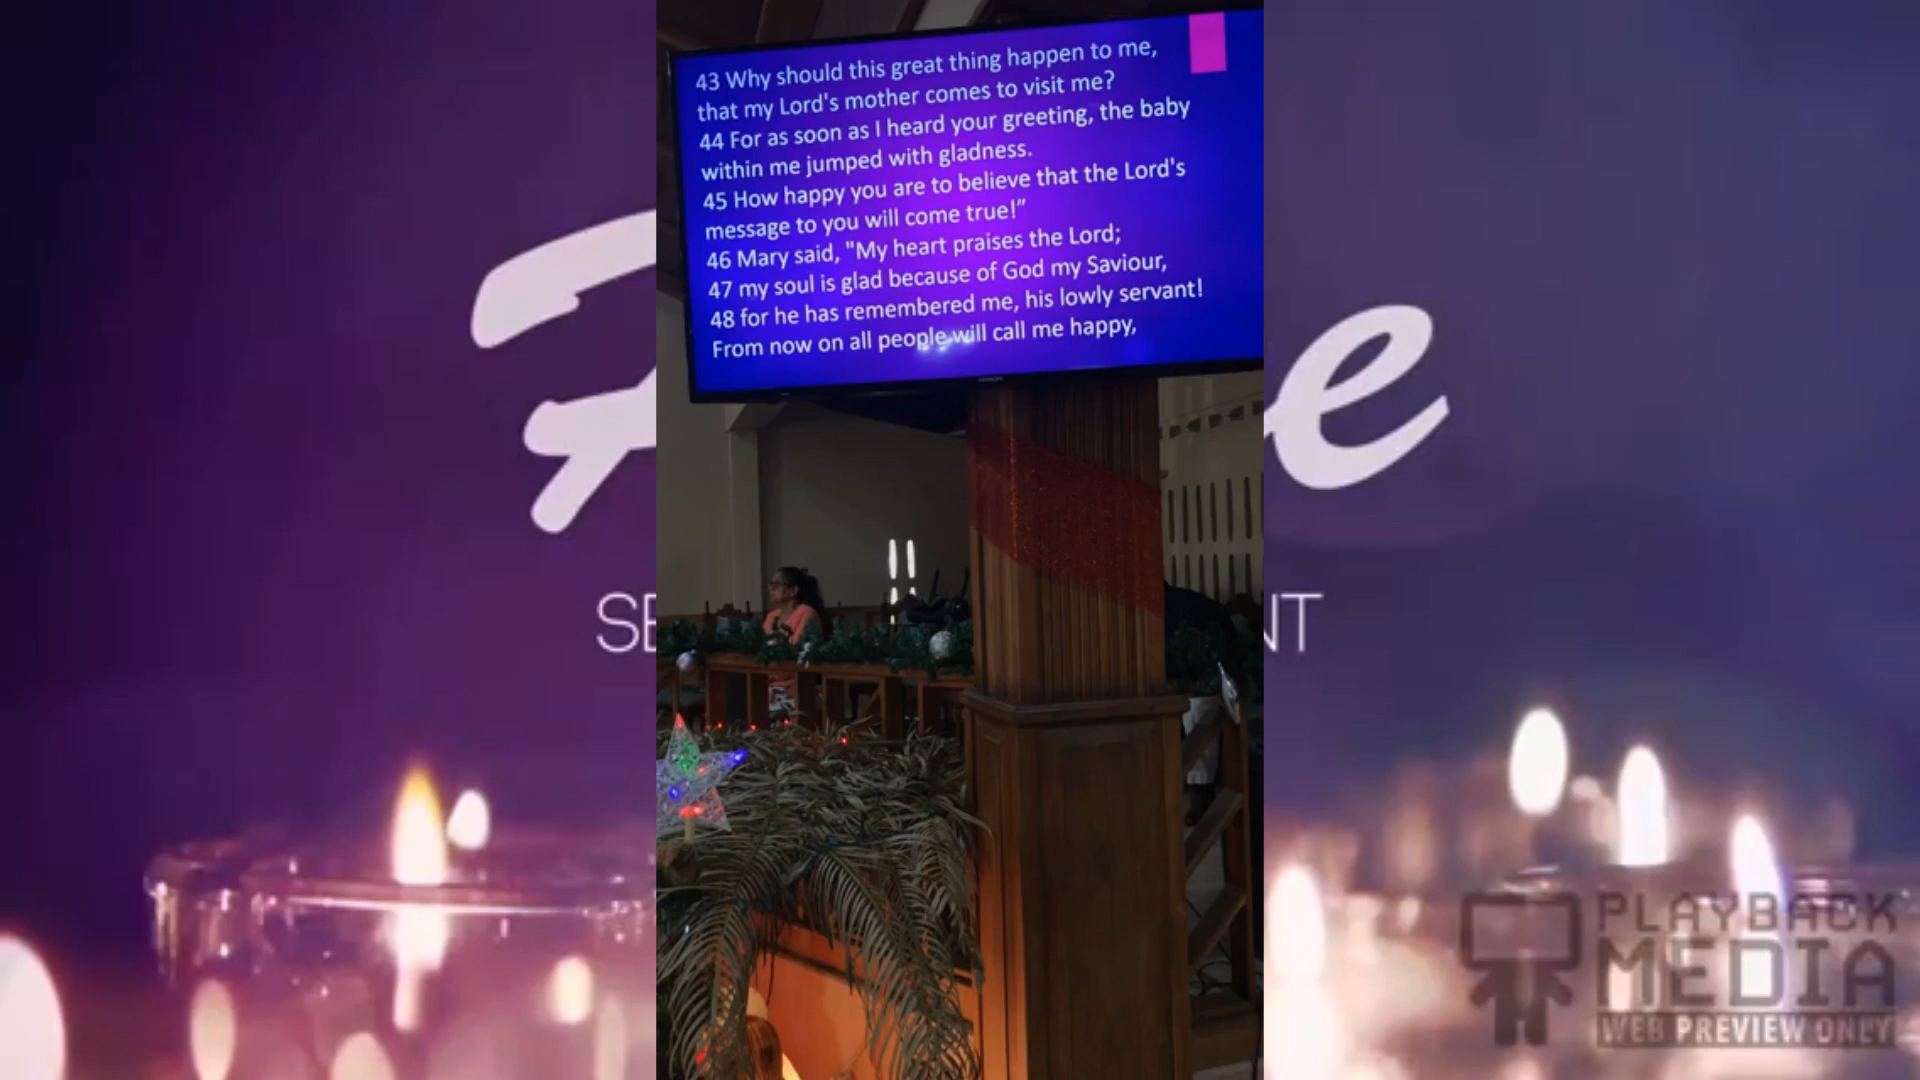 43 Why should this great thing happen to me,
that my Lord's mother comes to visit me?
44 For as soon as I heard your greeting, the baby
within me jumped with gladness.
45 How happy you are to believe that the Lord's
message to you will come true!”
46 Mary said, "My heart praises the Lord;
47 my soul is glad because of God my Saviour,
48 for he has remembered me, his lowly servant!
From now on all people will call me happy,
e
SE
NT
PLAYBACK
MEDIA
WEB PREVIEW ONLY